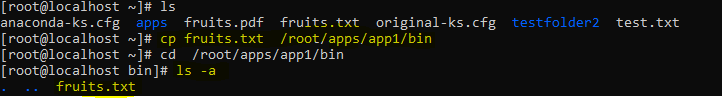 [root@localhost ~]# ls
anaconda-ks.cfg apps fruits.pdf fruits.txt original-ks.cfg testfolder2 test.txt
[root@localhost ~]# cp fruits.txt /root/apps/app1/bin
[root@localhost ~]# cd /root/apps/app1/bin
[root@localhost bin]# ls -a
. .. fruits.txt